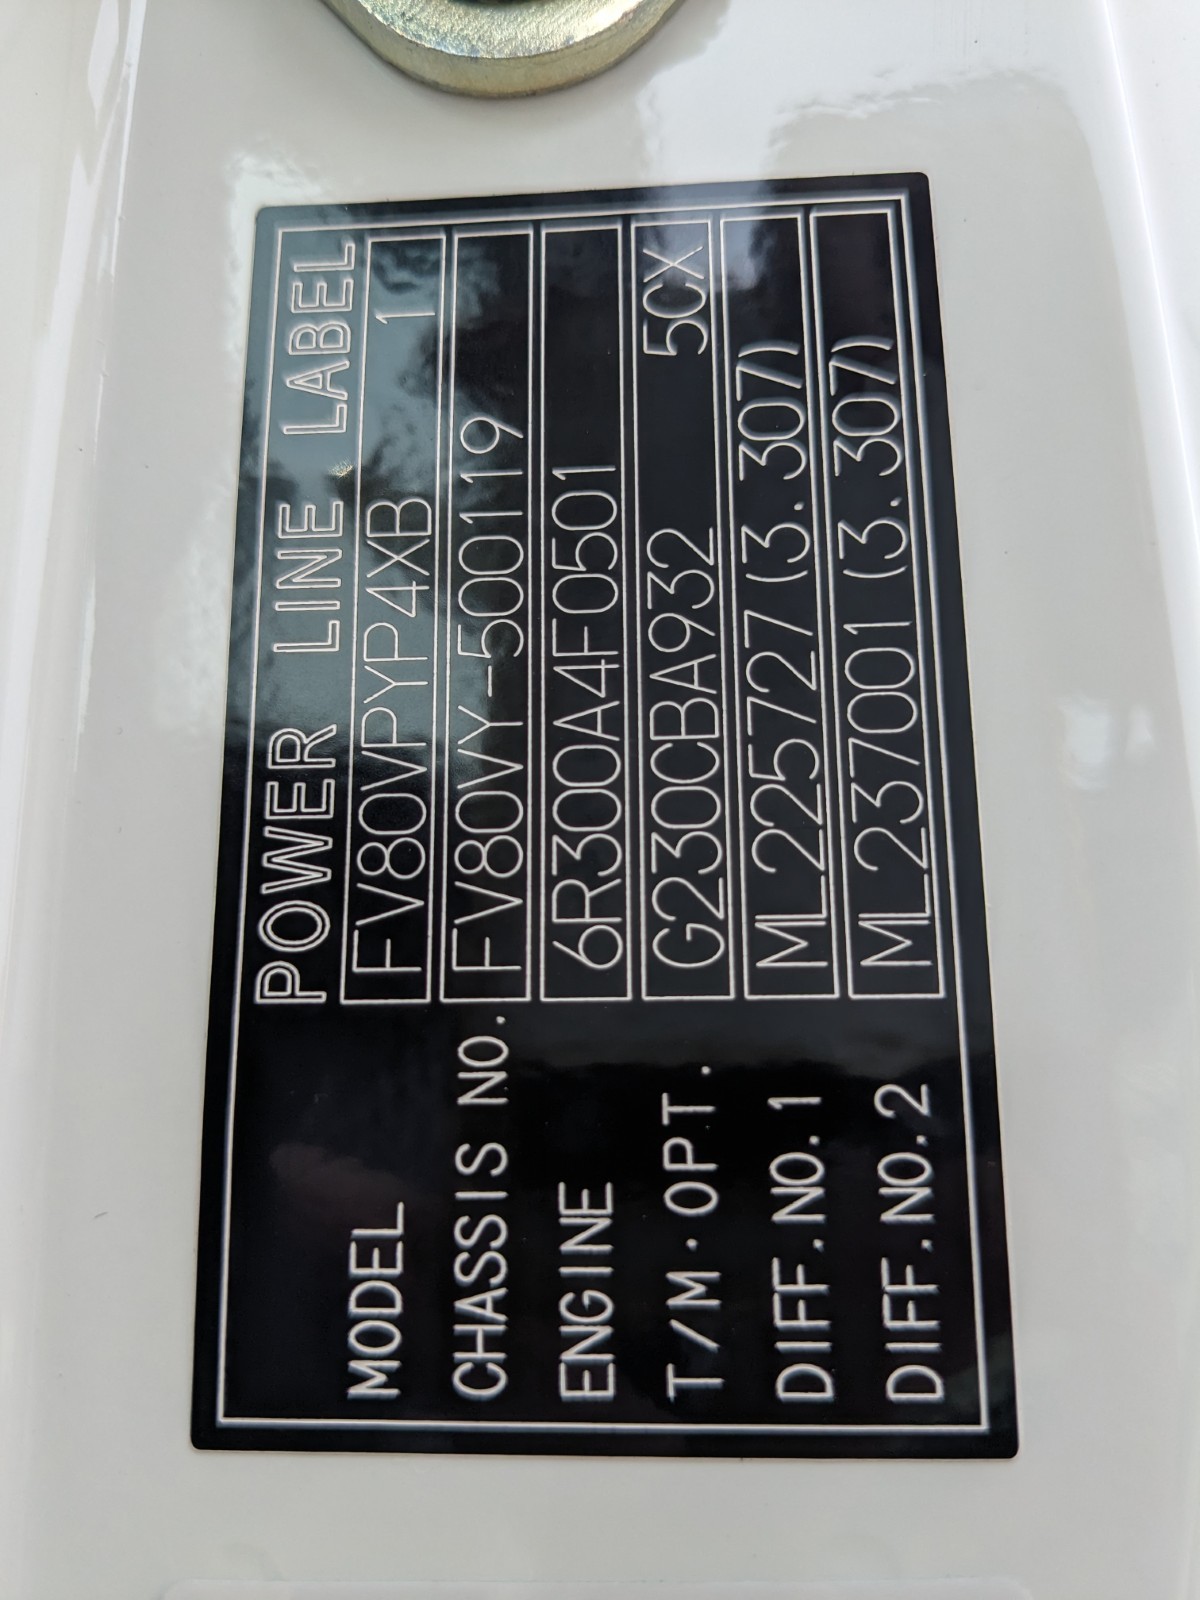 POWER LINE LABEL
MODEL FV80VPYP4XB 1
CHASSIS NO. FV80VY-500119
ENGINE 6R300A4F0501
T/M·OPT. G230CBA932 5CX
DIFF.NO.1 ML225727 (3.307)
DIFF.NO.2 ML237001 (3.307)